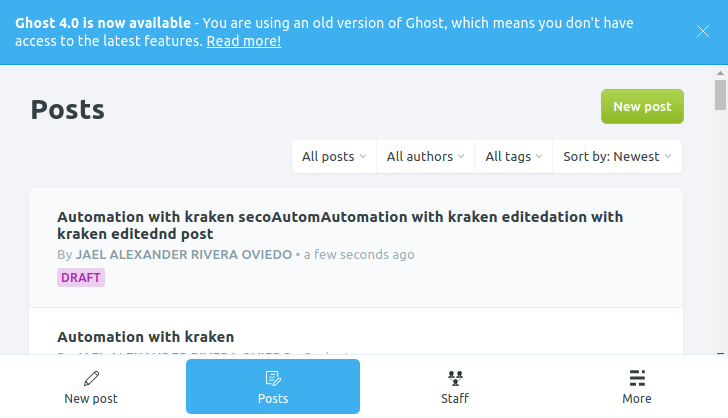 Ghost 4.0 is now available - You are using an old version of Ghost, which means you don't have
access to the latest features. Read more!
Posts
New post
All posts
All authors
All tags
Sort by: Newest
Automation with kraken secoAutomAutomation with kraken editedation with
kraken editednd post
By JAEL ALEXANDER RIVERA OVIEDO • a few seconds ago
DRAFT
Automation with kraken
New post
Posts
Staff
More